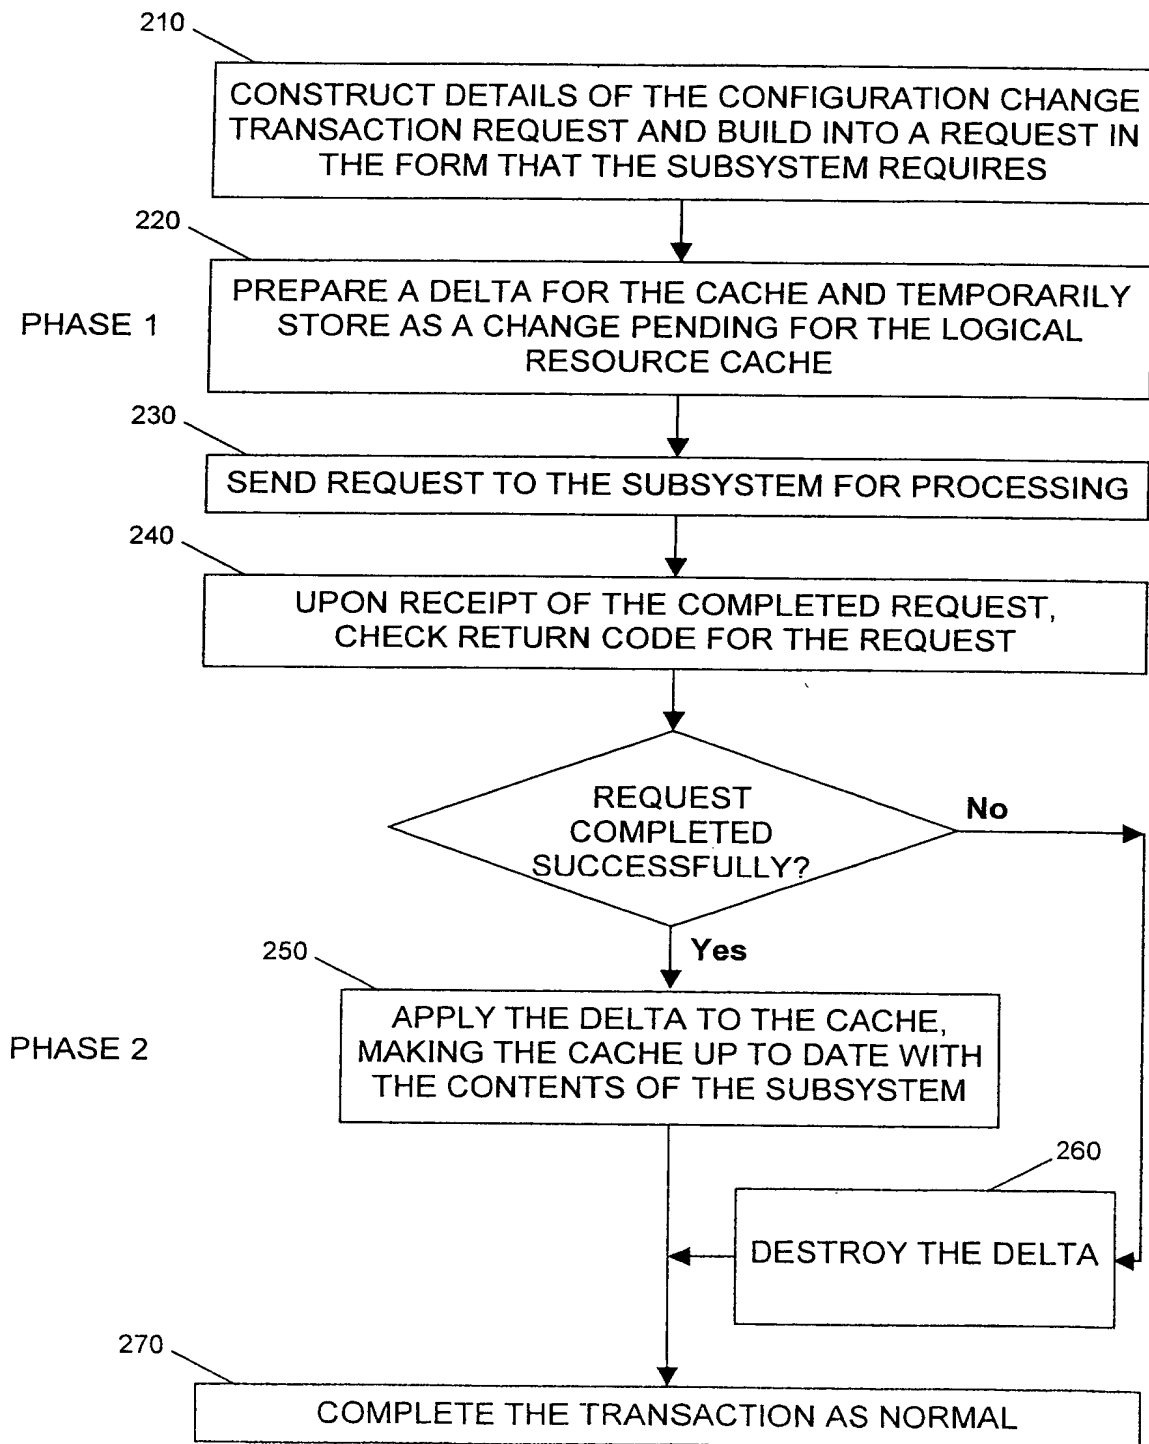 210
CONSTRUCT DETAILS OF THE CONFIGURATION CHANGE
TRANSACTION REQUEST AND BUILD INTO A REQUEST IN
THE FORM THAT THE SUBSYSTEM REQUIRES
220
PHASE 1
PREPARE A DELTA FOR THE CACHE AND TEMPORARILY
STORE AS A CHANGE PENDING FOR THE LOGICAL
RESOURCE CACHE
230
SEND REQUEST TO THE SUBSYSTEM FOR PROCESSING
240
UPON RECEIPT OF THE COMPLETED REQUEST,
CHECK RETURN CODE FOR THE REQUEST
REQUEST
COMPLETED
SUCCESSFULLY?
No
Yes
250
PHASE 2
APPLY THE DELTA TO THE CACHE,
MAKING THE CACHE UP TO DATE WITH
THE CONTENTS OF THE SUBSYSTEM
260
DESTROY THE DELTA
270
COMPLETE THE TRANSACTION AS NORMAL